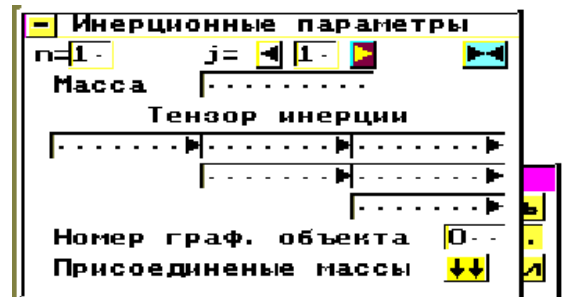 Инерционные параметры
n=1 j= 1
Масса
Тензор инерции
Номер граф. объекта 0
Присоединеные массы